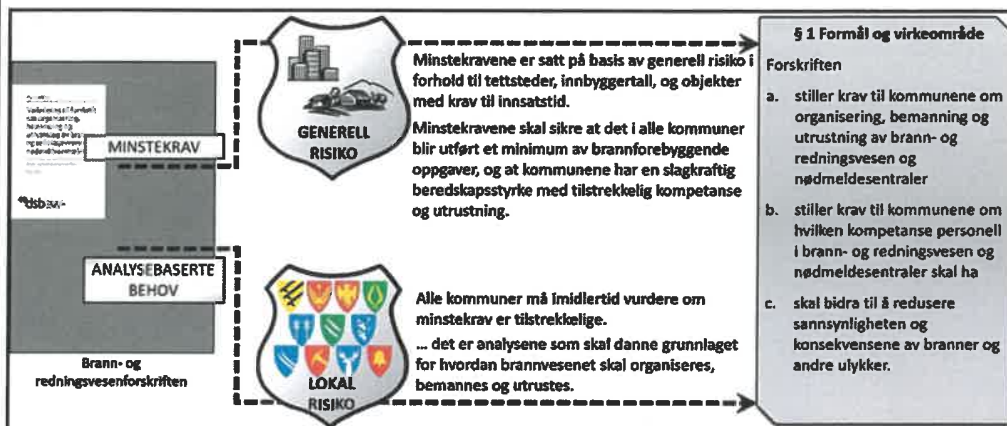 MINSTEKRAV
dsb
ANALYSEBASERTE
BEHOV
Brann- og
redningsvesenforskriften
GENERELL
RISIKO
Minstekravene er satt på basis av generell risiko i
forhold til tettsteder, innbyggertall, og objekter
med krav til innsatstid.
Minstekravene skal sikre at det i alle kommuner
blir utført et minimum av brannforebyggende
oppgaver, og at kommunene har en slagkraftig
beredskapsstyrke med tilstrekkelig kompetanse
og utrustning.
LOKAL
RISIKO
Alle kommuner må imidlertid vurdere om
minstekrav er tilstrekkelige.
... det er analysene som skal danne grunnlaget
for hvordan brannvesenet skal organiseres,
bemannes og utrustes.
§ 1 Formål og virkeområde
Forskriften
a. stiller krav til kommunene om
organisering, bemanning og
utrustning av brann- og
redningsvesen og
nødmeldesentraler
b. stiller krav til kommunene om
hvilken kompetanse personell
i brann- og redningsvesen og
nødmeldesentraler skal ha
c. skal bidra til å redusere
sannsynligheten og
konsekvensene av branner og
andre ulykker.